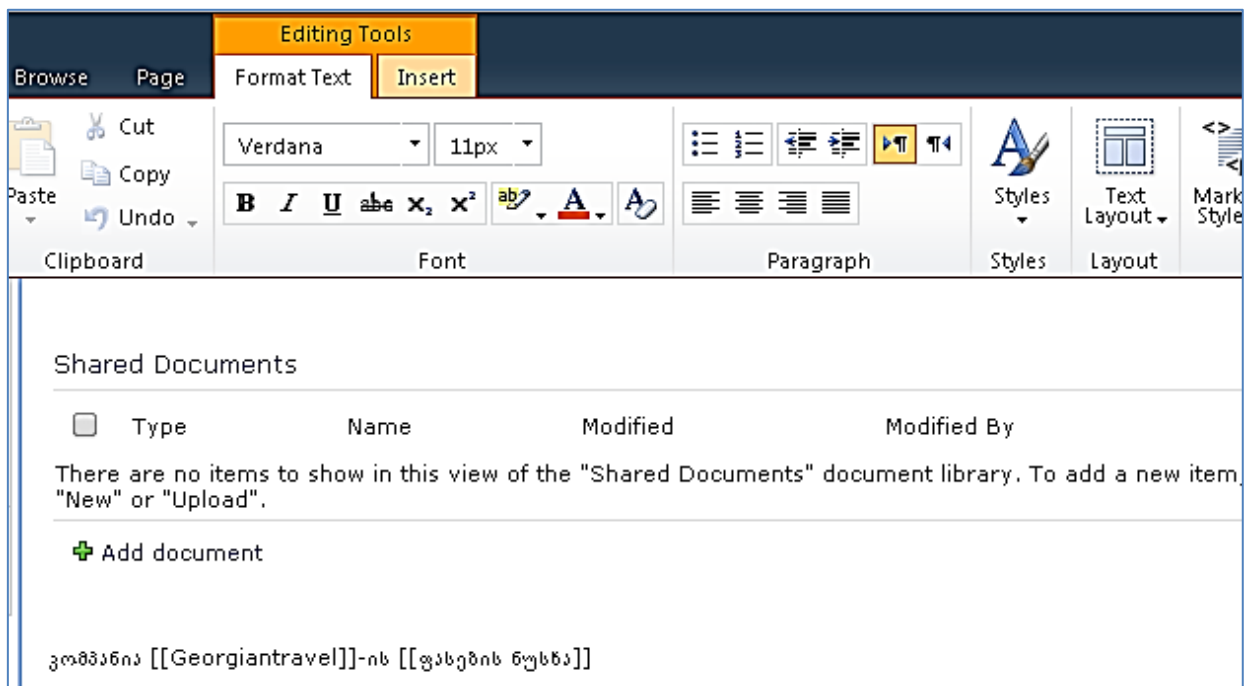 Editing Tools
Browse Page Format Text Insert
Cut
Copy
Paste
Undo
Clipboard
Verdana 11px
B I U abc X₂ X² ab A A
Font
Paragraph
A
Styles
Styles
Text
Layout
Layout
Mark
Style
Shared Documents
Type Name Modified Modified By
There are no items to show in this view of the "Shared Documents" document library. To add a new item,
"New" or "Upload".
Add document
კომპანია [[Georgiantravel]]-ის [[ფასების ნუსხა]]